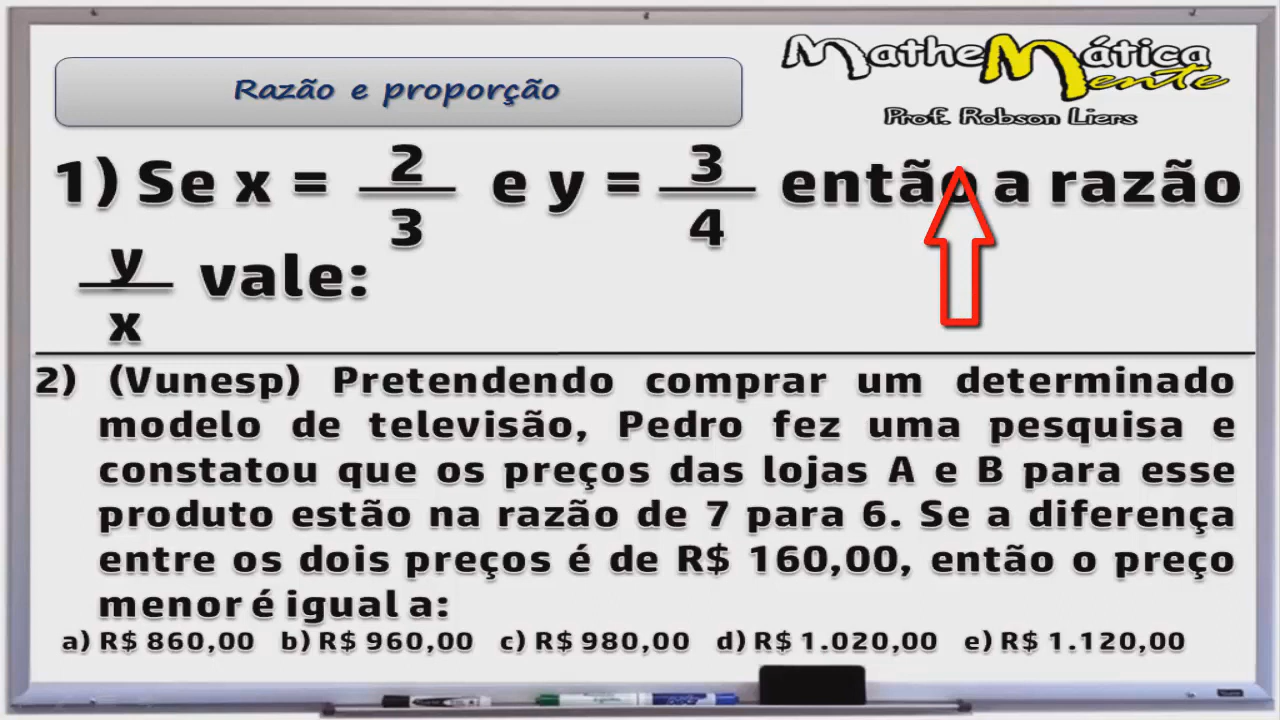 Razão e proporção
MatheMática
mente
Prof. Robson Liers
1) Se x = 2/3 e y = 3/4 então a razão
y/x vale:
2) (Vunesp) Pretendendo comprar um determinado
modelo de televisão, Pedro fez uma pesquisa e
constatou que os preços das lojas A e B para esse
produto estão na razão de 7 para 6. Se a diferença
entre os dois preços é de R$ 160,00, então o preço
menor é igual a:
a) R$ 860,00 b) R$ 960,00 c) R$ 980,00 d) R$ 1.020,00 e) R$ 1.120,00